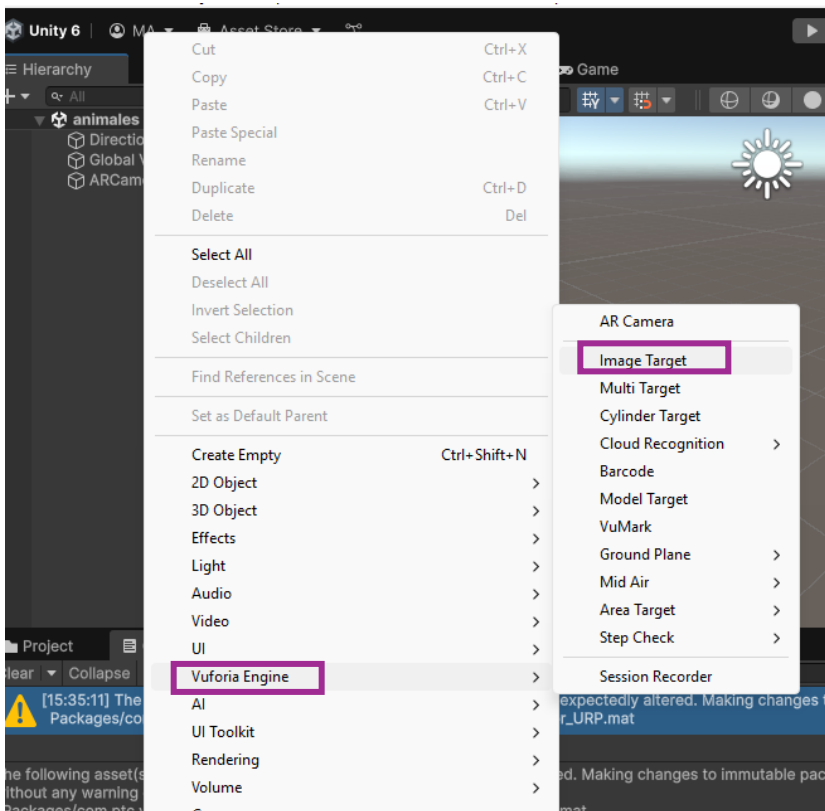 Unity 6
MA
Asset Store
Hierarchy
Game
All
animales
Directio
Global V
ARCam
Cut Ctrl+X
Copy Ctrl+C
Paste Ctrl+V
Paste Special
Rename
Duplicate Ctrl+D
Delete Del
Select All
Deselect All
Invert Selection
Select Children
Find References in Scene
Set as Default Parent
Create Empty Ctrl+Shift+N
2D Object
3D Object
Effects
Light
Audio
Video
UI
Vuforia Engine
AI
UI Toolkit
Rendering
Volume
AR Camera
Image Target
Multi Target
Cylinder Target
Cloud Recognition
Barcode
Model Target
VuMark
Ground Plane
Mid Air
Area Target
Step Check
Session Recorder
Project
lear Collapse
[15:35:11] The expectedly altered. Making changes t
Packages/co r_URP.mat
he following asset(s ed. Making changes to immutable pac
ithout any warning